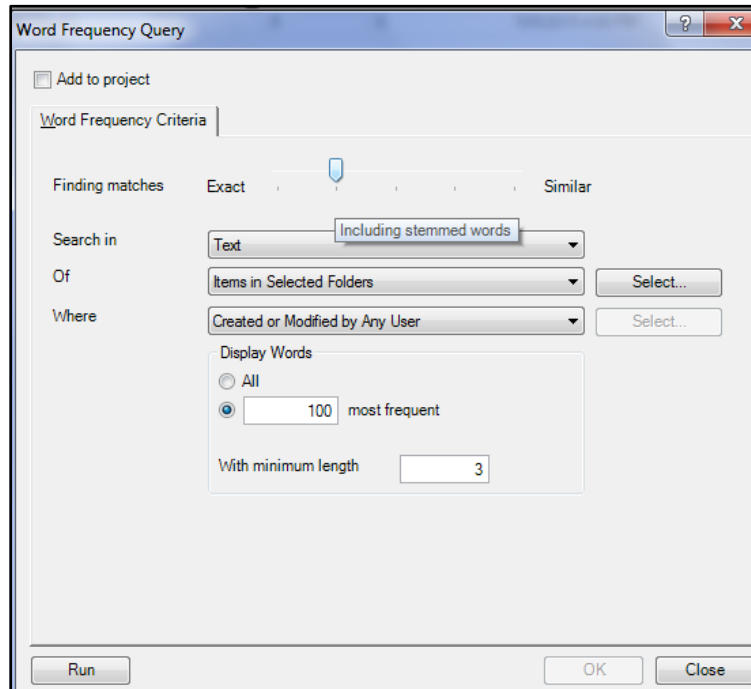 Word Frequency Query
Add to project
Word Frequency Criteria
Finding matches Exact Similar
Including stemmed words
Search in Text
Of Items in Selected Folders Select...
Where Created or Modified by Any User Select...
Display Words
All
100 most frequent
With minimum length 3
Run OK Close